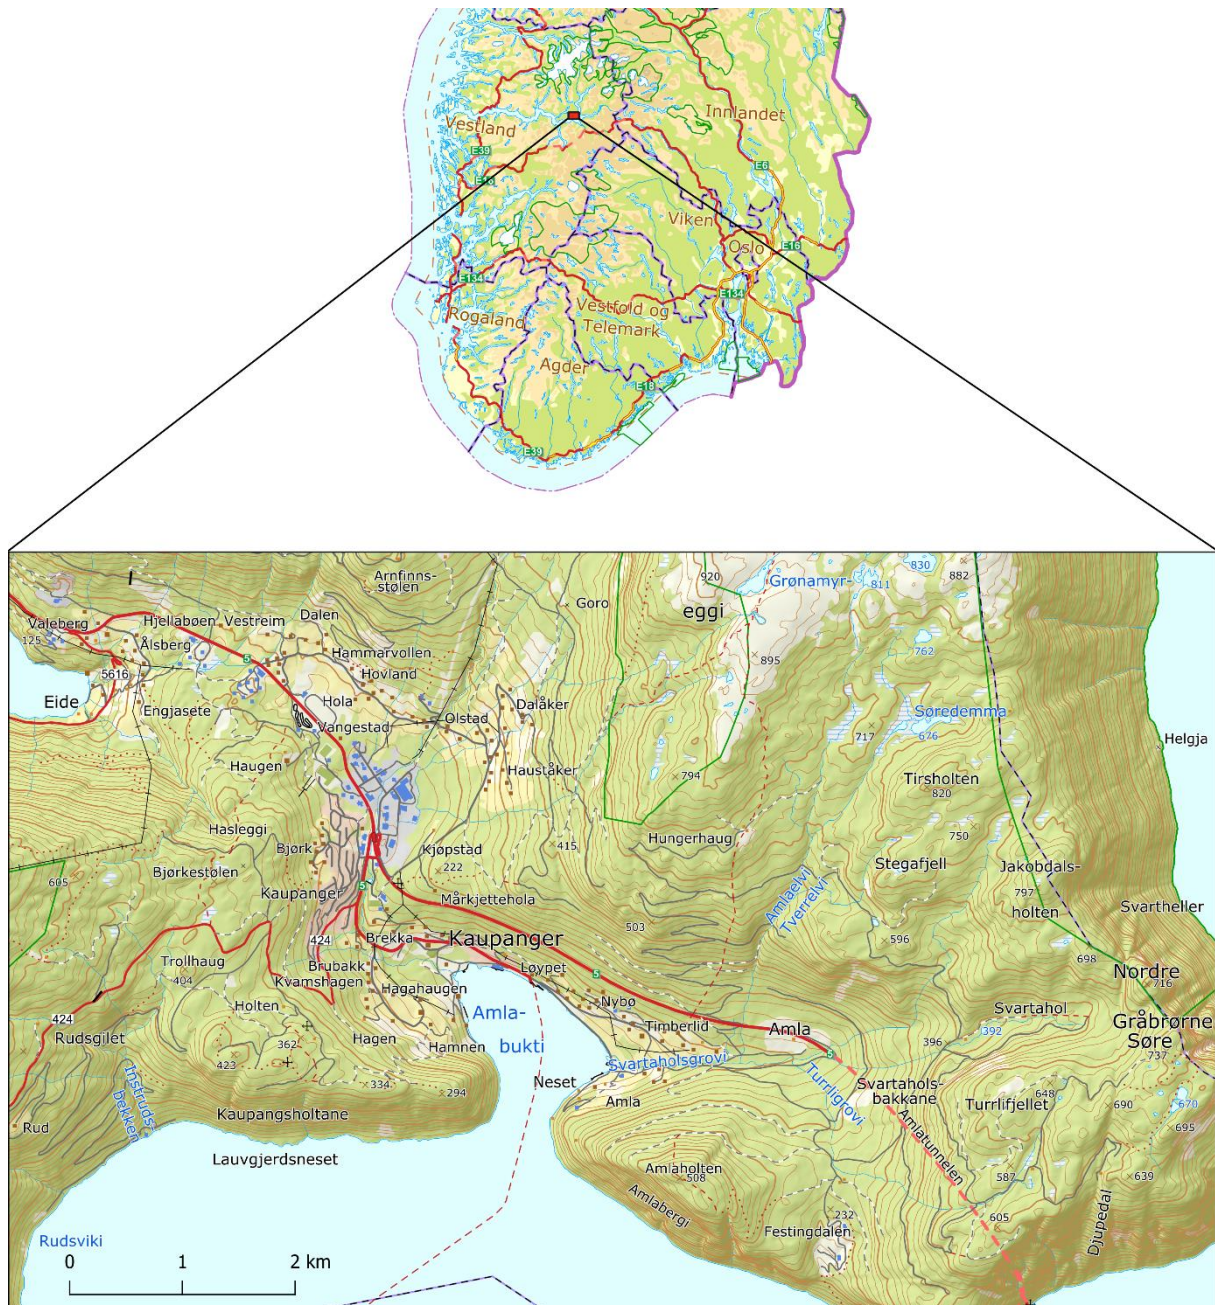 Innlandet
Vestland
E39
E16
E6
Viken
Oslo
E16
E134
E134
Vestfold og
Telemark
Rogaland
Agder
E18
E39
Arnfinns-
stølen
Goro
920
Grønamyr-
830
811
882
eggi
Valeberg
Hjellabøen
Vestreim
Dalen
125
Ålsberg
5
Hammarvollen
895
762
5616
Hovland
Eide
Engjasete
Hola
Olstad
Dalåker
Søredemma
717
676
Vangestad
Helgja
Haugen
Hauståker
794
Tirsholten
820
Hasleggi
Hungerhaug
750
Bjørk
Kjøpstad
415
Stegafjell
Jakobdals-
605
Bjørkestølen
222
797
Kaupanger
5
Mårkjettehola
Amlaelvi
Tverrelvi
holten
Svartheller
503
424
Brekka
Kaupanger
596
698
Trollhaug
Brubakk
Løypet
5
Nordre
404
Kvamshagen
716
Holten
Hagahaugen
Nybø
Svartahol
424
Amla-
bukti
Timberlid
Amla
392
Gråbrørne
Rudsgilet
362
Hagen
396
Søre
423
Hamnen
Svartaholsgrovi
5
737
Instruds-
bekken
334
294
Neset
Turrligrovi
Svartahols-
bakkane
648
670
Kaupangsholtane
Amla
Turrlifjellet
690
Rud
695
Lauvgjerdsneset
Amlatunnelen
Amlaholten
508
587
639
Amlabergi
232
605
Djupedal
Festingdalen
Rudsviki
0 1 2 km